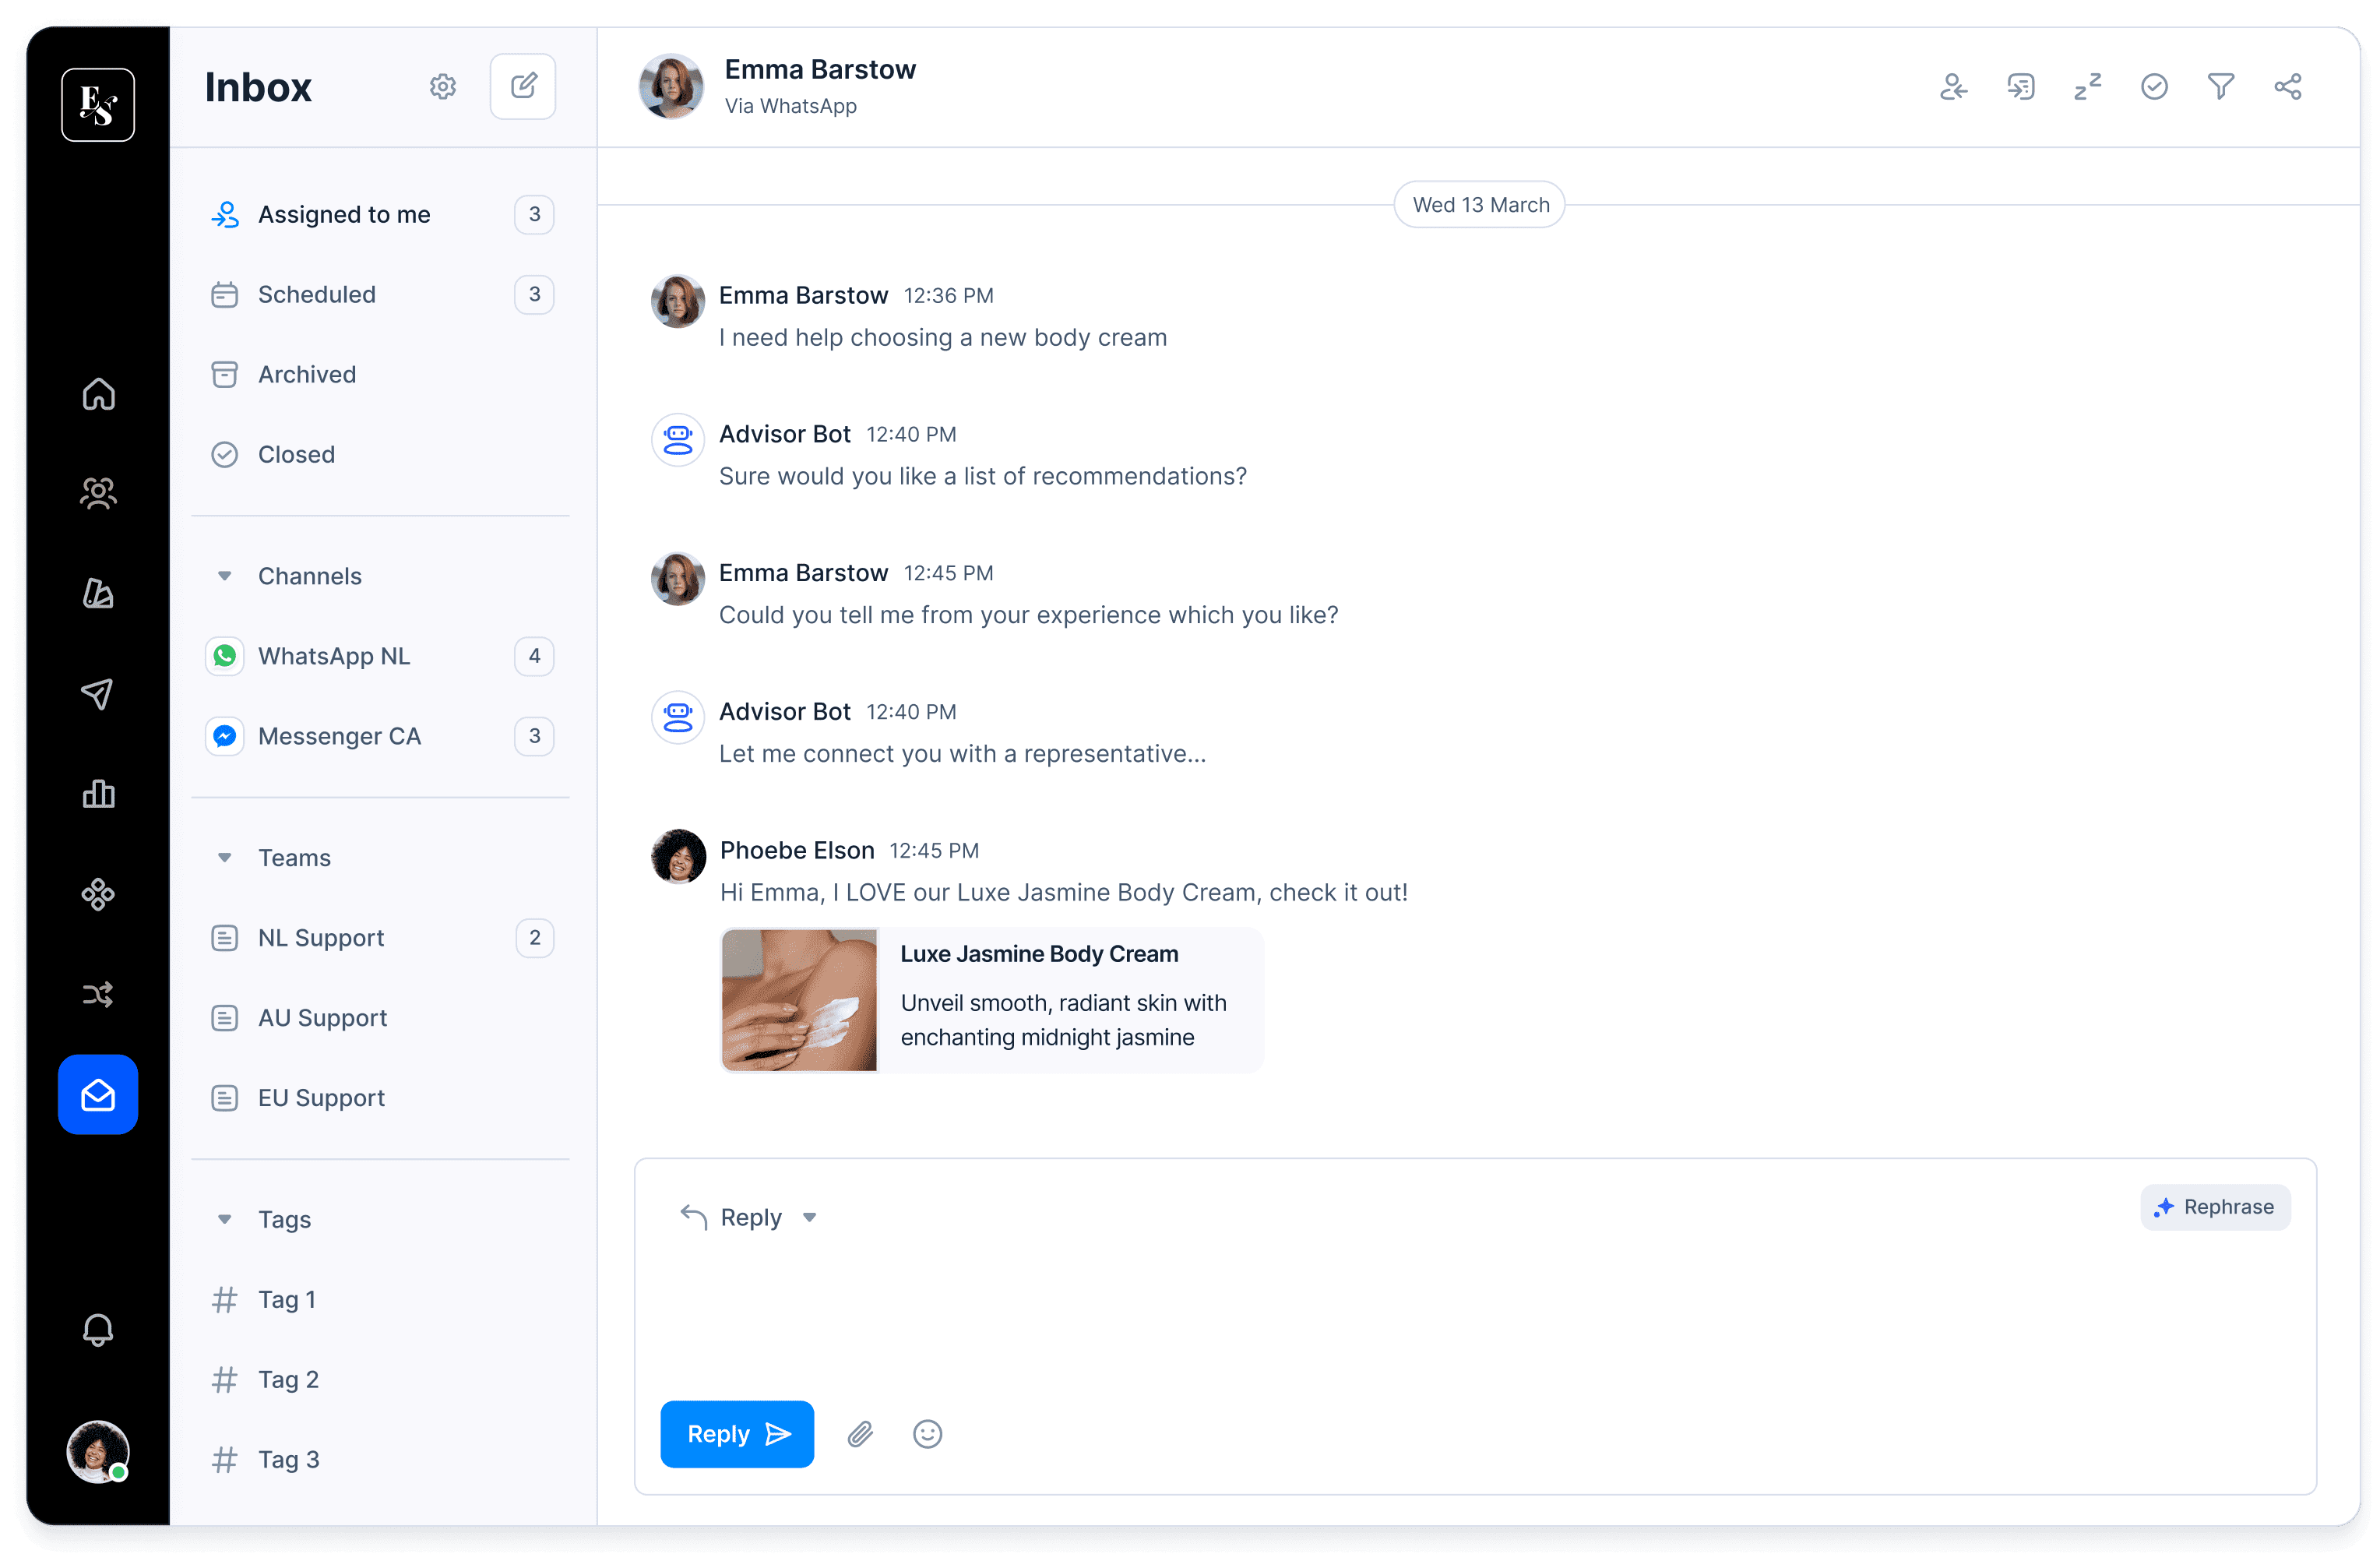 ES
Inbox
Assigned to me 3
Scheduled 3
Archived
Closed
Channels
WhatsApp NL 4
Messenger CA 3
Teams
NL Support 2
AU Support
EU Support
Tags
Tag 1
Tag 2
Tag 3
Emma Barstow
Via WhatsApp
zz
Wed 13 March
Emma Barstow 12:36 PM
I need help choosing a new body cream
Advisor Bot 12:40 PM
Sure would you like a list of recommendations?
Emma Barstow 12:45 PM
Could you tell me from your experience which you like?
Advisor Bot 12:40 PM
Let me connect you with a representative...
Phoebe Elson 12:45 PM
Hi Emma, I LOVE our Luxe Jasmine Body Cream, check it out!
Luxe Jasmine Body Cream
Unveil smooth, radiant skin with
enchanting midnight jasmine
Reply
Rephrase
Reply